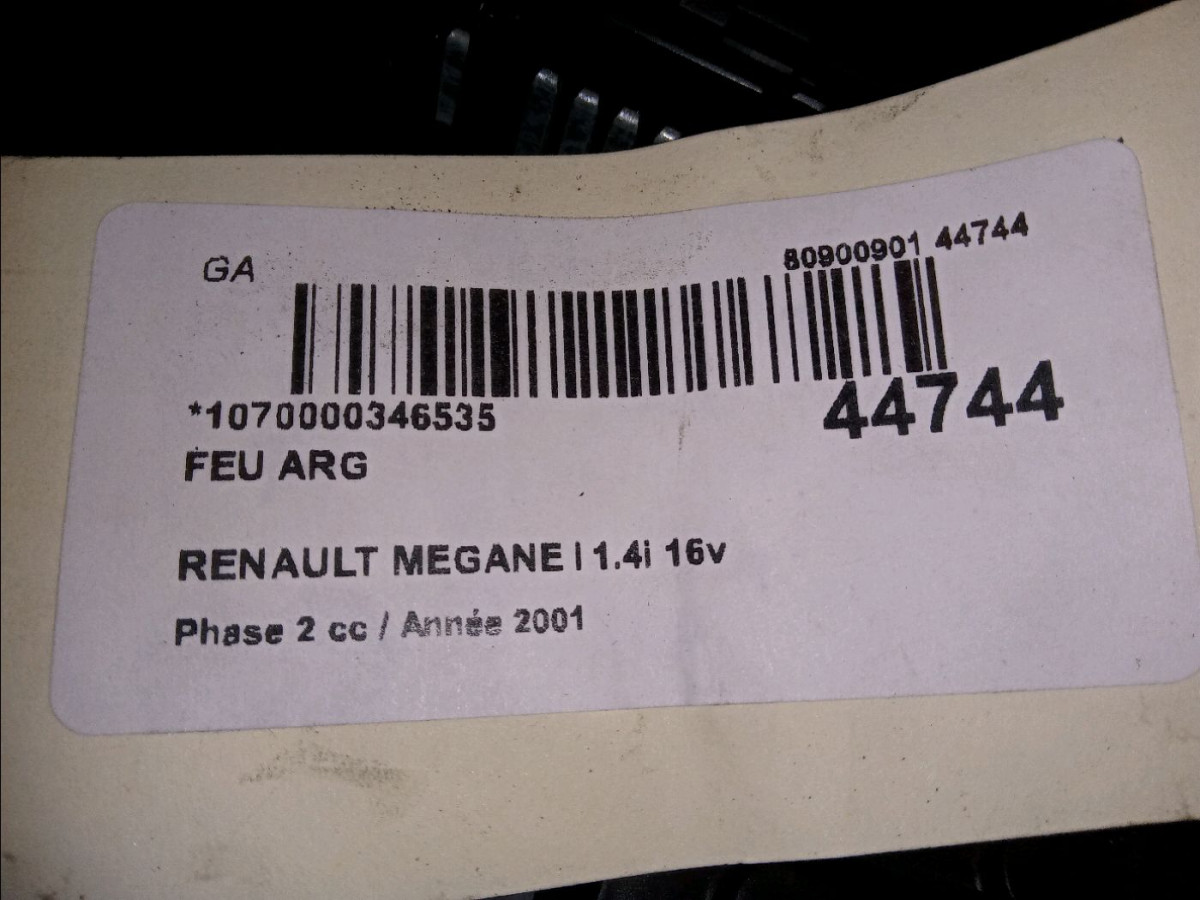 GA
80900901 44744
*1070000346535
44744
FEU ARG
RENAULT MEGANE I 1.4i 16v
Phase 2 cc / Année 2001